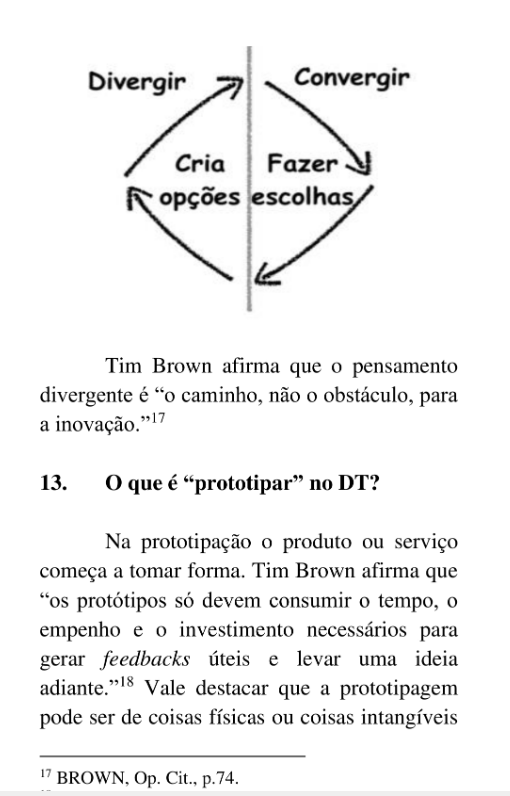 Divergir Convergir
Cria Fazer
opções escolhas
Tim Brown afirma que o pensamento
divergente é “o caminho, não o obstáculo, para
a inovação.”17
13. O que é “prototipar” no DT?
Na prototipação o produto ou serviço
começa a tomar forma. Tim Brown afirma que
“os protótipos só devem consumir o tempo, o
empenho e o investimento necessários para
gerar feedbacks úteis e levar uma ideia
adiante.”18 Vale destacar que a prototipagem
pode ser de coisas físicas ou coisas intangíveis
17 BROWN, Op. Cit., p.74.